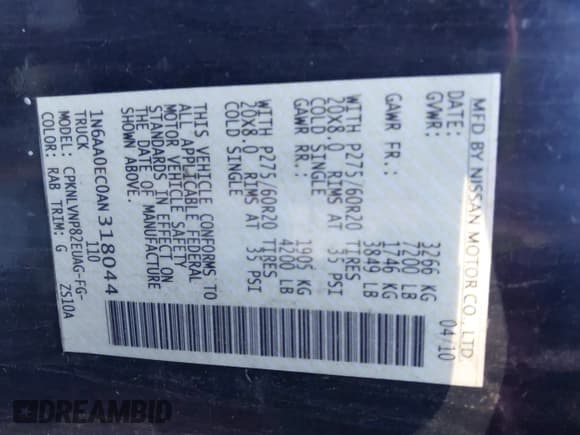 MFD BY NISSAN MOTOR CO., LTD.
DATE: 04/10
GVWR: 3266 KG
7200 LB
GAWR FR.: 1746 KG
3849 LB
WITH P275/60R20 TIRES
20X8.0 RIMS AT 35 PSI
COLD SINGLE
GAWR RR.: 1905 KG
4200 LB
WITH P275/60R20 TIRES
20X8.0 RIMS AT 35 PSI
COLD SINGLE
THIS VEHICLE CONFORMS TO
ALL APPLICABLE FEDERAL
MOTOR VEHICLE SAFETY
STANDARDS IN EFFECT ON
THE DATE OF MANUFACTURE
SHOWN ABOVE.
1N6AA0EC0AN318044
TRUCK 110
MODEL: CPKNLVNP82EUAG-FG-
COLOR: RAB TRIM: G ZS10A
DREAMBID